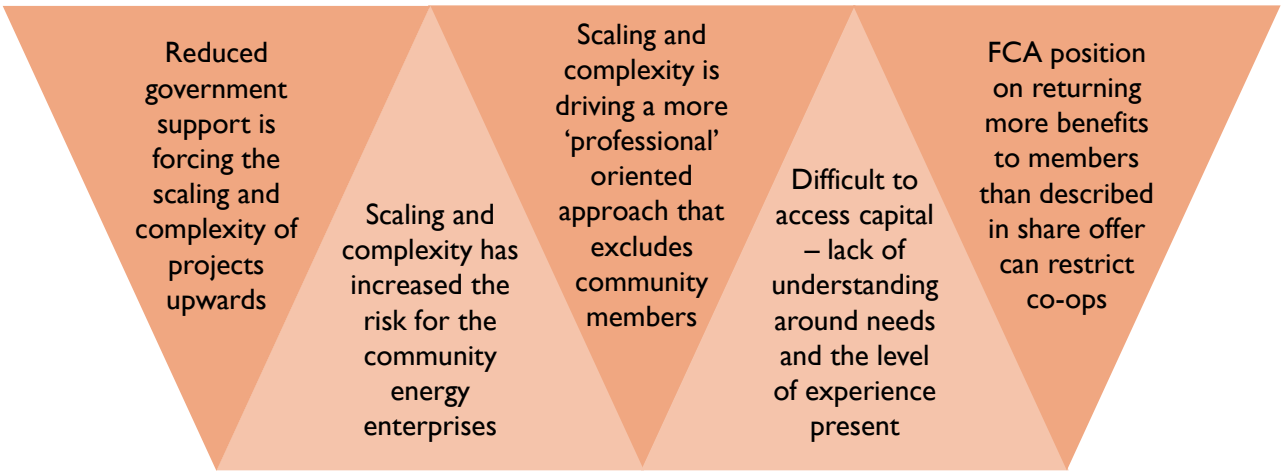 Reduced
government
support is
forcing the
scaling and
complexity of
projects
upwards
Scaling and
complexity has
increased the
risk for the
community
energy
enterprises
Scaling and
complexity is
driving a more
‘professional’
oriented
approach that
excludes
community
members
Difficult to
access capital
– lack of
understanding
around needs
and the level
of experience
present
FCA position
on returning
more benefits
to members
than described
in share offer
can restrict
co-ops